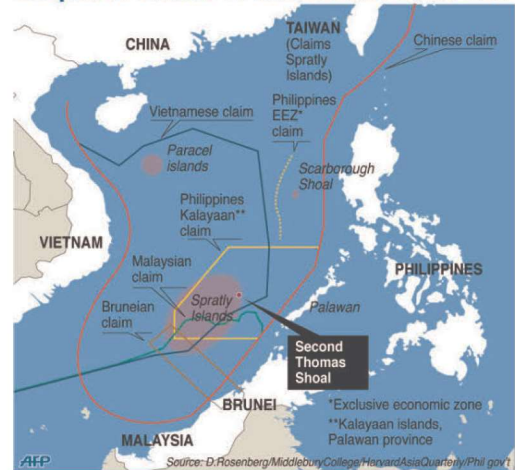 TAIWAN
(Claims
Spratly
Islands)
CHINA
Chinese claim
Philippines
EEZ*
claim
Vietnamese claim
Paracel
islands
Scarborough
Shoal
Philippines
Kalayaan**
claim
VIETNAM
Malaysian
claim
PHILIPPINES
Spratly
Islands
Bruneian
claim
Palawan
Second
Thomas
Shoal
BRUNEI
*Exclusive economic zone
**Kalayaan islands,
Palawan province
MALAYSIA
AFP
Source: D.Rosenberg/MiddleburyCollege/HarvardAsiaQuarterly/Phil gov't